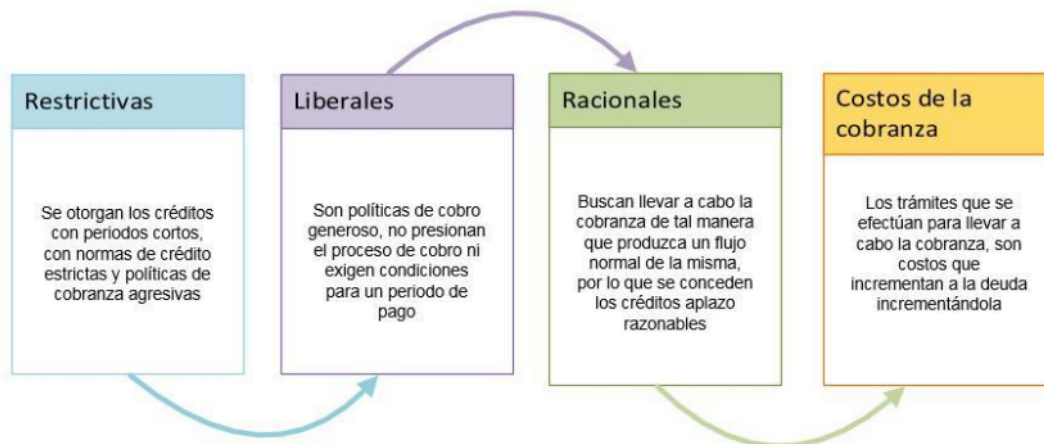 Restrictivas
Se otorgan los créditos
con periodos cortos,
con normas de crédito
estrictas y políticas de
cobranza agresivas
Liberales
Son políticas de cobro
generoso, no presionan
el proceso de cobro ni
exigen condiciones
para un periodo de
pago
Racionales
Buscan llevar a cabo la
cobranza de tal manera
que produzca un flujo
normal de la misma,
por lo que se conceden
los créditos aplazo
razonables
Costos de la
cobranza
Los trámites que se
efectúan para llevar a
cabo la cobranza, son
costos que
incrementan a la deuda
incrementándola